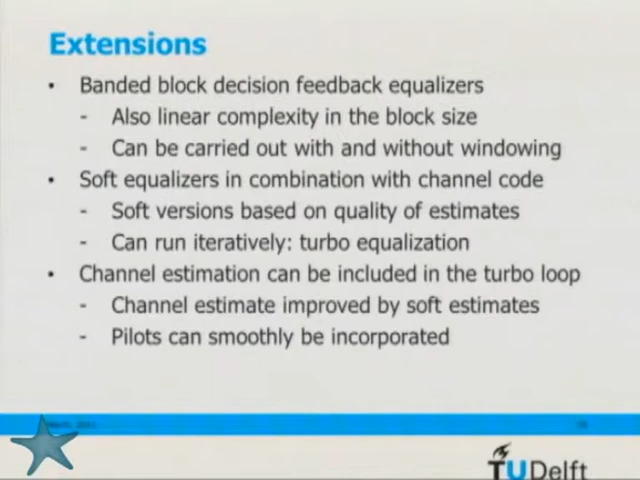 Extensions
• Banded block decision feedback equalizers
- Also linear complexity in the block size
- Can be carried out with and without windowing
• Soft equalizers in combination with channel code
- Soft versions based on quality of estimates
- Can run iteratively: turbo equalization
• Channel estimation can be included in the turbo loop
- Channel estimate improved by soft estimates
- Pilots can smoothly be incorporated
TUDelft